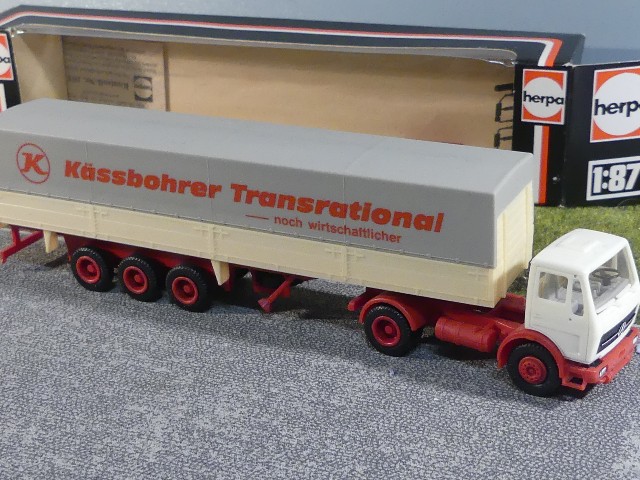 herpa
herpa
1:87
K Kässbohrer Transrational
— noch wirtschaftlicher